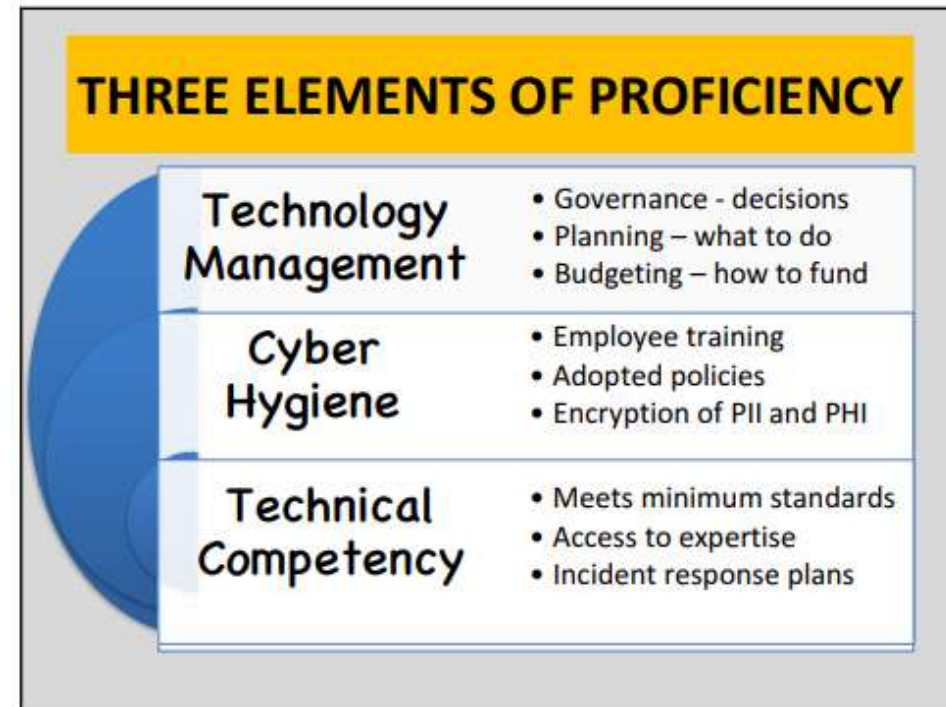 THREE ELEMENTS OF PROFICIENCY
Technology
Management
• Governance - decisions
• Planning – what to do
• Budgeting – how to fund
Cyber
Hygiene
• Employee training
• Adopted policies
• Encryption of PII and PHI
Technical
Competency
• Meets minimum standards
• Access to expertise
• Incident response plans